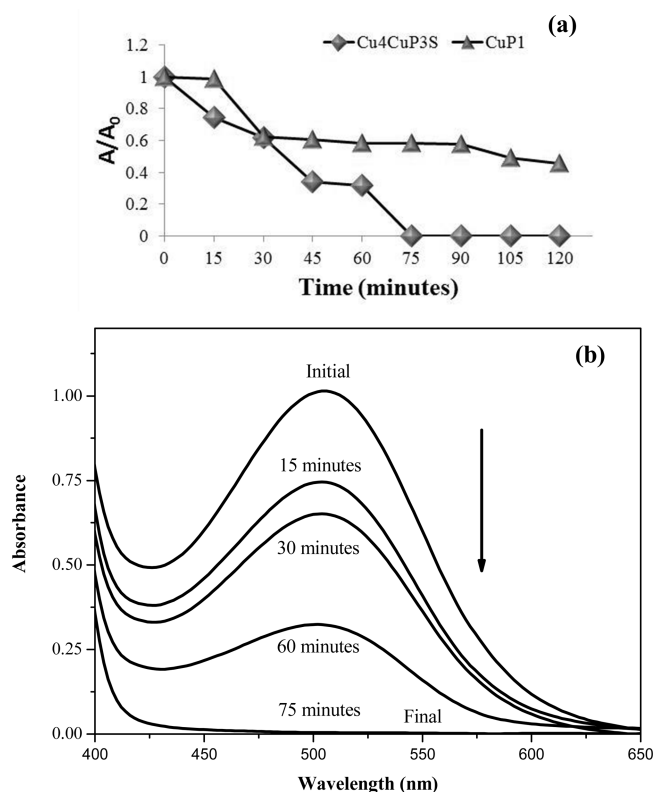 (a)
Cu4CuP3S CuP1
1.2
1
0.8
0.6
0.4
0.2
0
A/A₀
0 15 30 45 60 75 90 105 120
Time (minutes)
(b)
Initial
1.00
15 minutes
0.75
30 minutes
Absorbance
0.50
0.25
60 minutes
75 minutes
Final
0.00
400 450 500 550 600 650
Wavelength (nm)